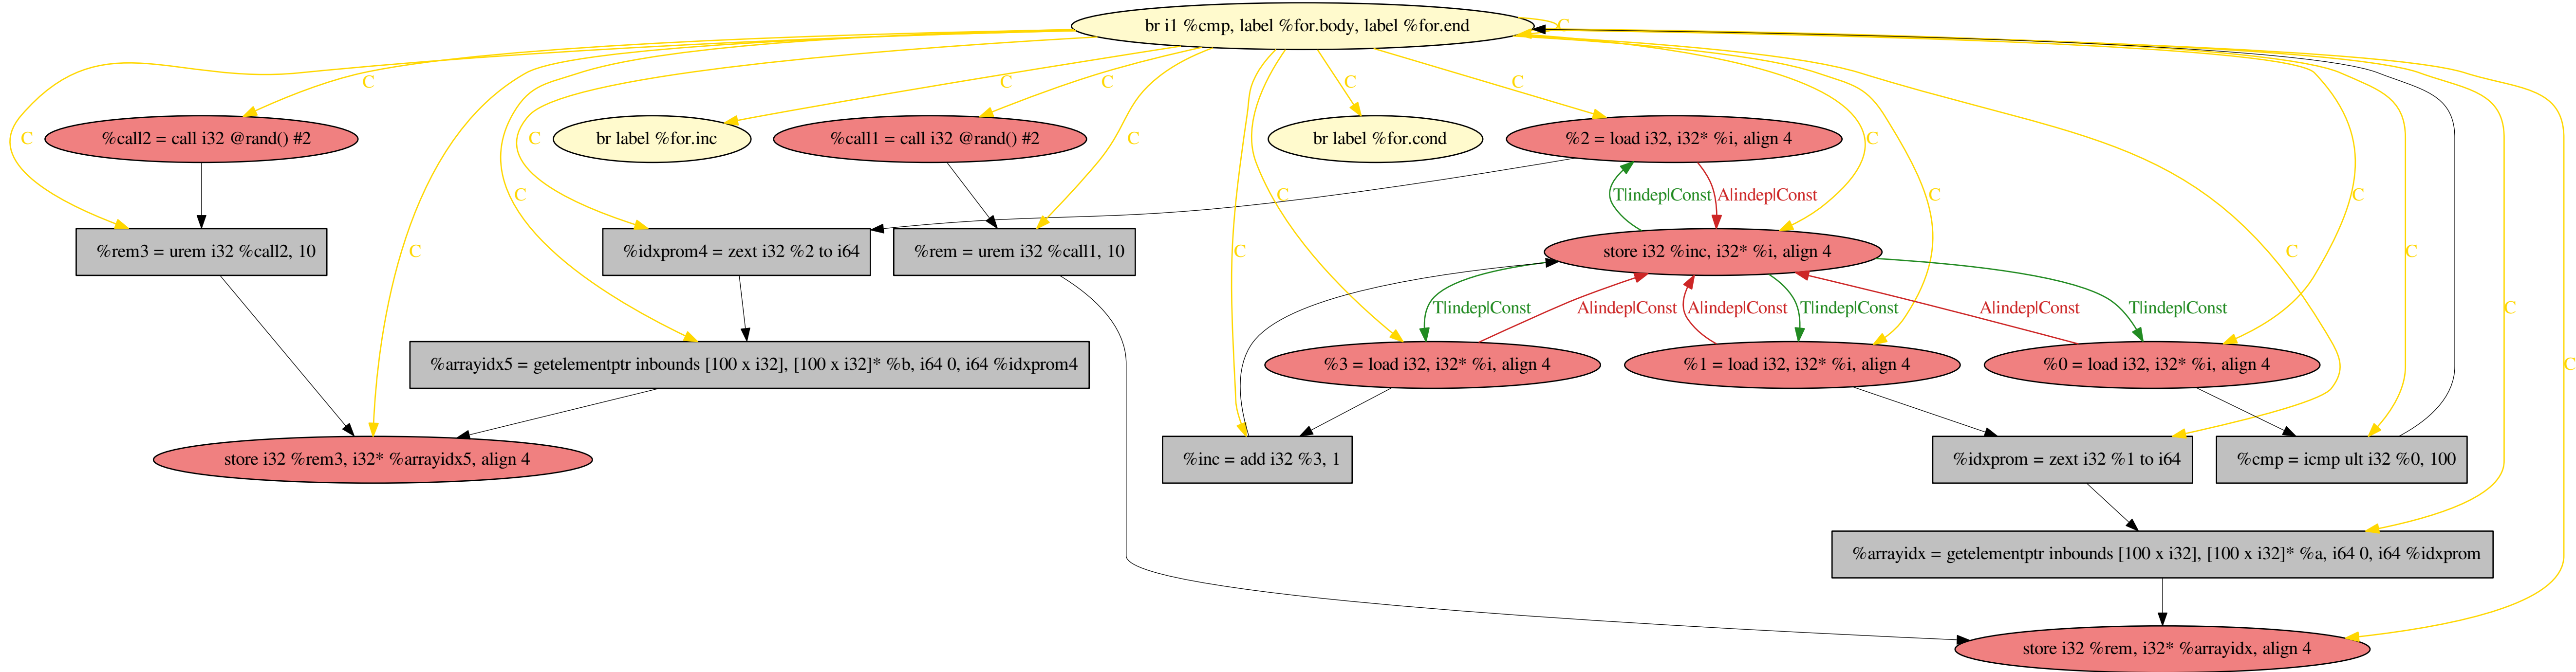 br i1 %cmp, label %for.body, label %for.end
C
C
C
C
C
C
%call2 = call i32 @rand() #2
br label %for.inc
%call1 = call i32 @rand() #2
br label %for.cond
%2 = load i32, i32* %i, align 4
C
C
C
C
C
T|indep|Const
A|indep|Const
C
C
C
%rem3 = urem i32 %call2, 10
C
%idxprom4 = zext i32 %2 to i64
%rem = urem i32 %call1, 10
C
store i32 %inc, i32* %i, align 4
C
C
T|indep|Const
A|indep|Const
A|indep|Const
T|indep|Const
A|indep|Const
T|indep|Const
C
%arrayidx5 = getelementptr inbounds [100 x i32], [100 x i32]* %b, i64 0, i64 %idxprom4
%3 = load i32, i32* %i, align 4
%1 = load i32, i32* %i, align 4
%0 = load i32, i32* %i, align 4
C
store i32 %rem3, i32* %arrayidx5, align 4
%inc = add i32 %3, 1
%idxprom = zext i32 %1 to i64
%cmp = icmp ult i32 %0, 100
%arrayidx = getelementptr inbounds [100 x i32], [100 x i32]* %a, i64 0, i64 %idxprom
store i32 %rem, i32* %arrayidx, align 4